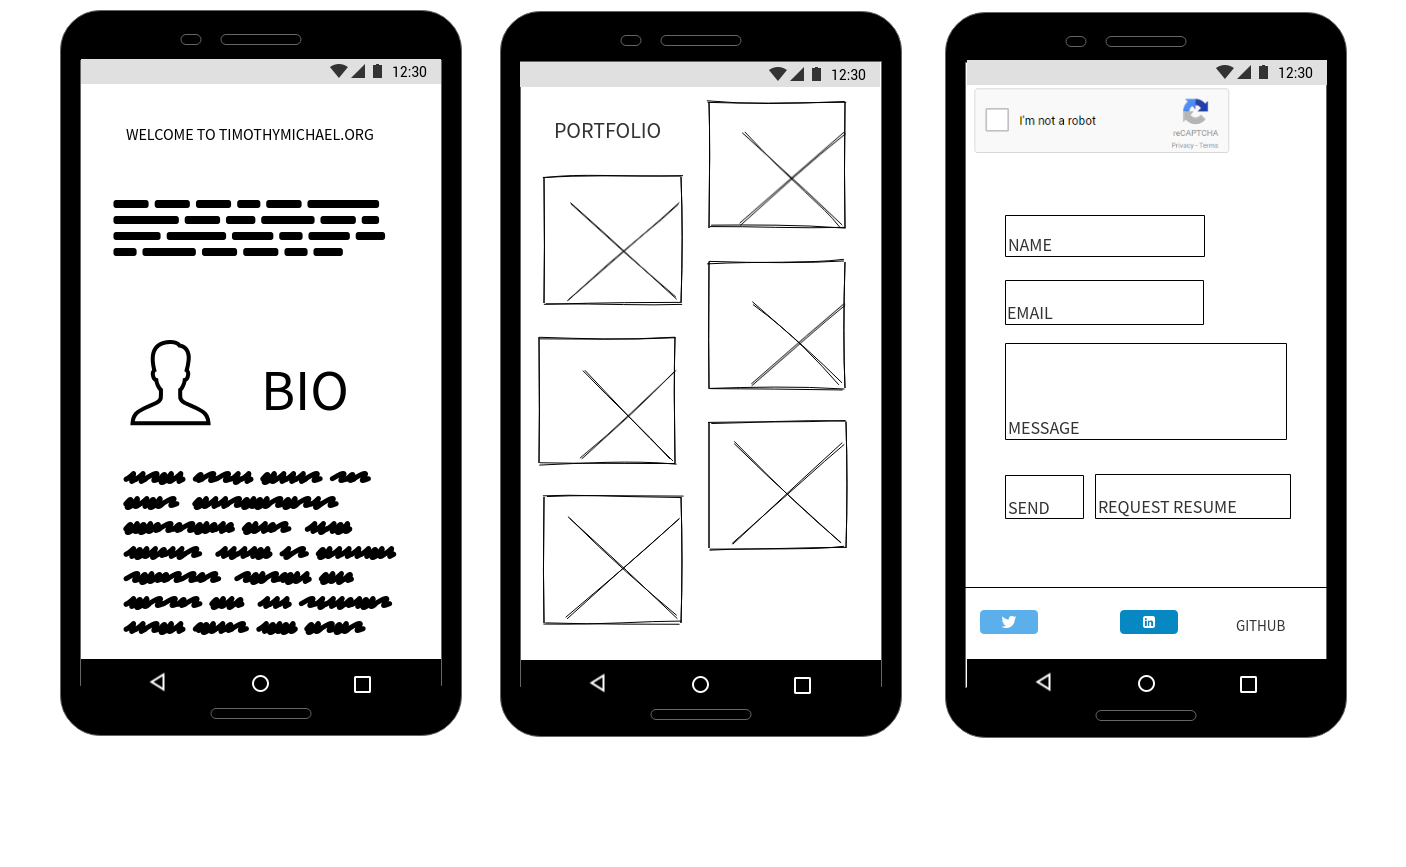 12:30
WELCOME TO TIMOTHYMICHAEL.ORG
BIO
12:30
PORTFOLIO
12:30
I'm not a robot
reCAPTCHA
Privacy - Terms
NAME
EMAIL
MESSAGE
SEND
REQUEST RESUME
in
GITHUB